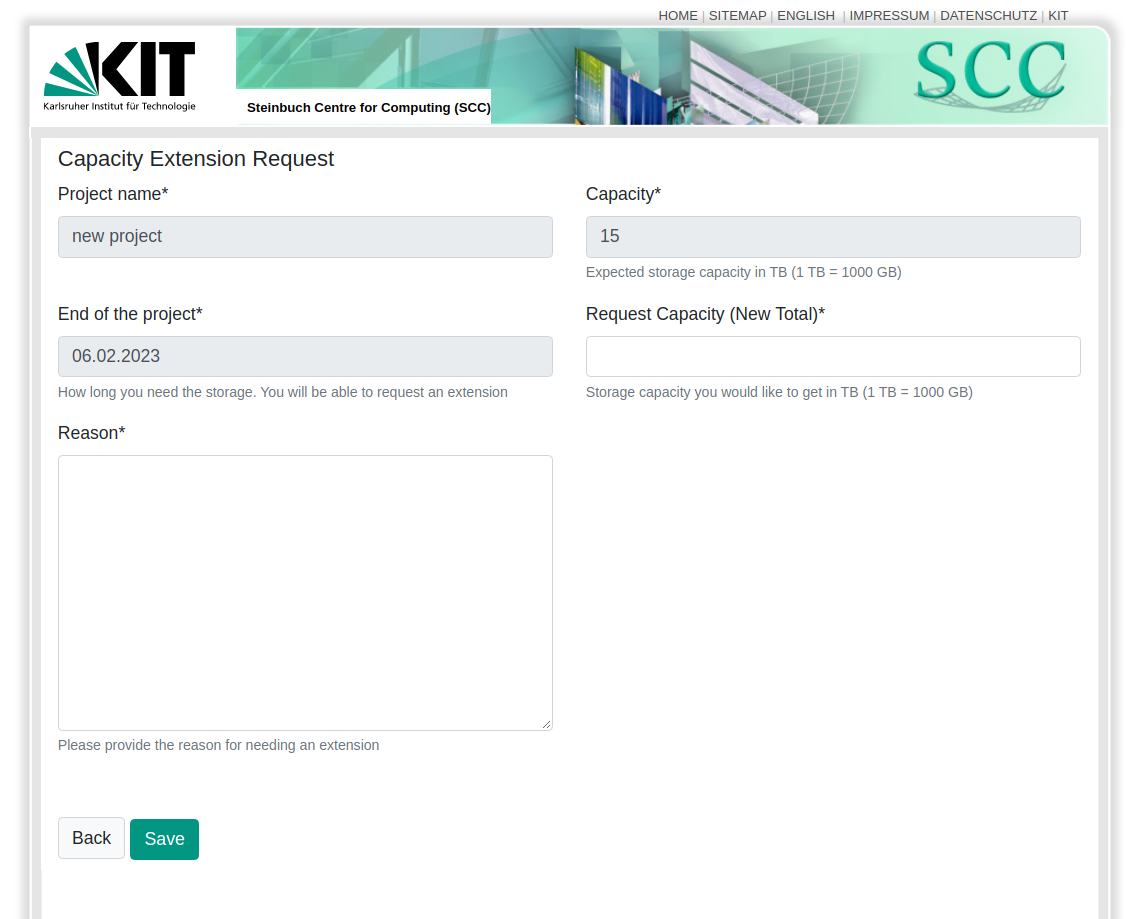 HOME | SITEMAP | ENGLISH | IMPRESSUM | DATENSCHUTZ | KIT
KIT
Karlsruher Institut für Technologie
Steinbuch Centre for Computing (SCC)
SCC
Capacity Extension Request
Project name*
new project
Capacity*
15
Expected storage capacity in TB (1 TB = 1000 GB)
End of the project*
06.02.2023
How long you need the storage. You will be able to request an extension
Request Capacity (New Total)*
Storage capacity you would like to get in TB (1 TB = 1000 GB)
Reason*
Please provide the reason for needing an extension
Back
Save